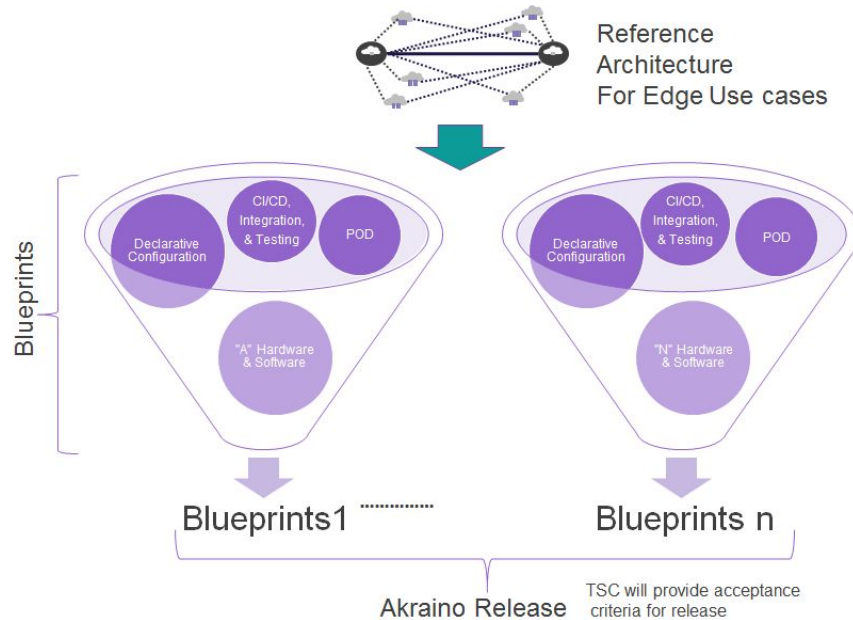 Reference
Architecture
For Edge Use cases
Blueprints
Declarative
Configuration
CI/CD,
Integration,
& Testing
POD
"A" Hardware
& Software
Declarative
Configuration
CI/CD,
Integration,
& Testing
POD
"N" Hardware
& Software
Blueprints1
Blueprints n
Akraino Release
TSC will provide acceptance
criteria for release